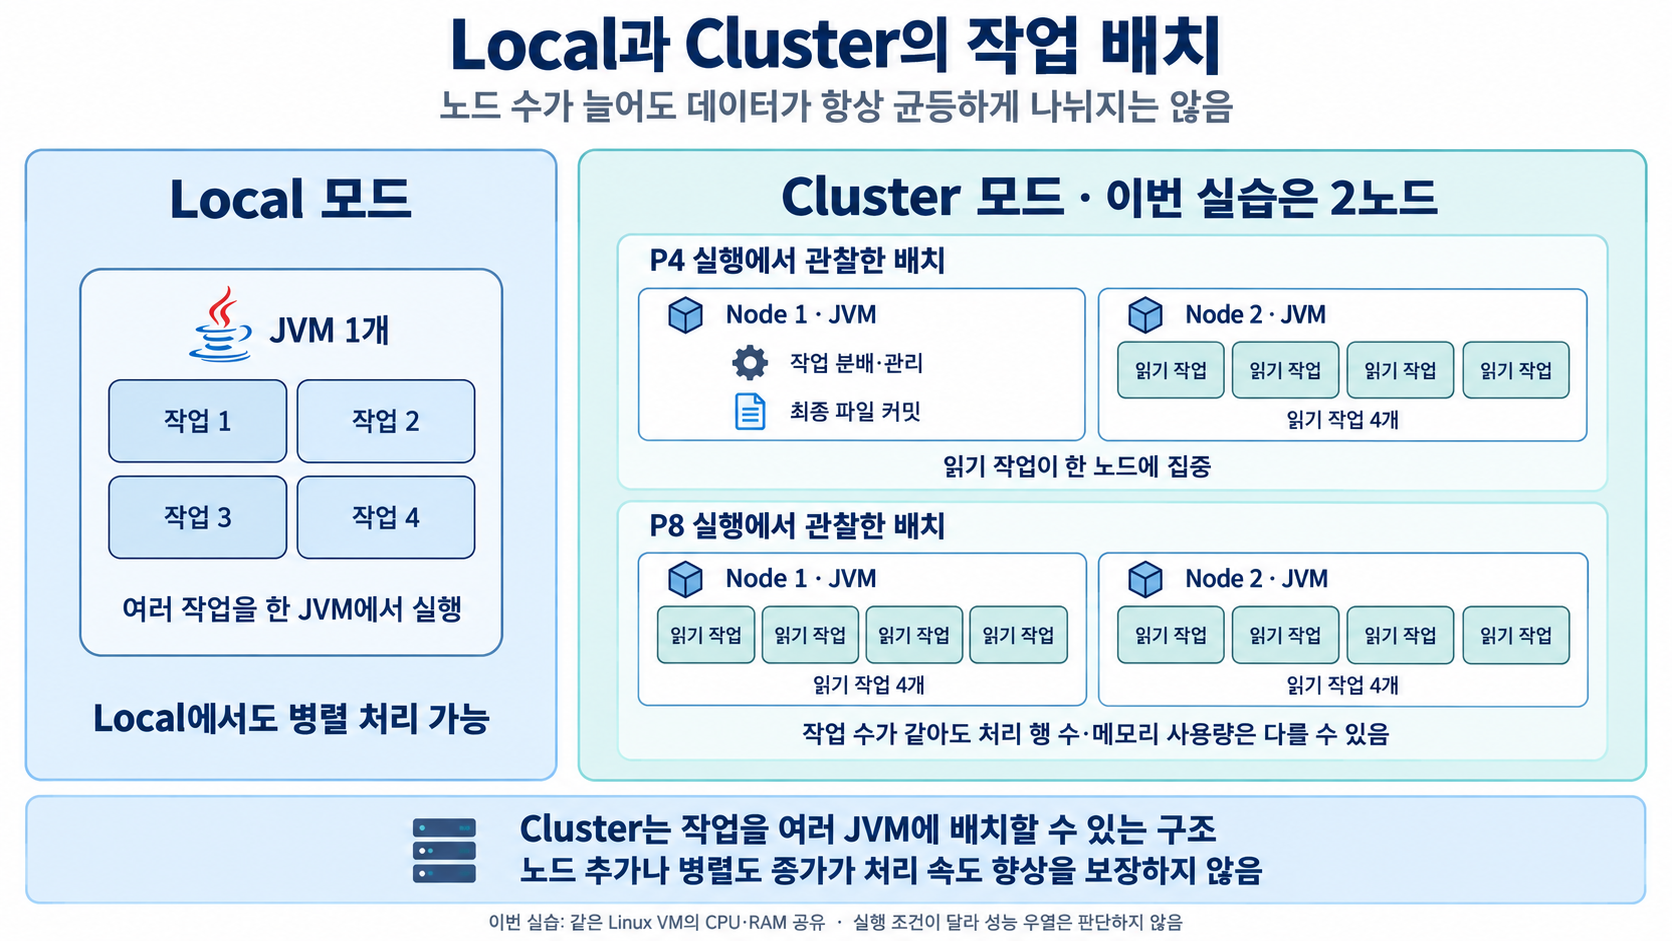 Local과 Cluster의 작업 배치
노드 수가 늘어도 데이터가 항상 균등하게 나뉘지는 않음
Local 모드
JVM 1개
작업 1
작업 2
작업 3
작업 4
여러 작업을 한 JVM에서 실행
Local에서도 병렬 처리 가능
Cluster 모드 · 이번 실습은 2노드
P4 실행에서 관찰한 배치
Node 1 · JVM
작업 분배·관리
최종 파일 커밋
Node 2 · JVM
읽기 작업
읽기 작업
읽기 작업
읽기 작업
읽기 작업 4개
읽기 작업이 한 노드에 집중
P8 실행에서 관찰한 배치
Node 1 · JVM
읽기 작업
읽기 작업
읽기 작업
읽기 작업
읽기 작업 4개
Node 2 · JVM
읽기 작업
읽기 작업
읽기 작업
읽기 작업
읽기 작업 4개
작업 수가 같아도 처리 행 수·메모리 사용량은 다를 수 있음
Cluster는 작업을 여러 JVM에 배치할 수 있는 구조
노드 추가나 병렬도 종가가 처리 속도 향상을 보장하지 않음
이번 실습: 같은 Linux VM의 CPU·RAM 공유 · 실행 조건이 달라 성능 우열은 판단하지 않음